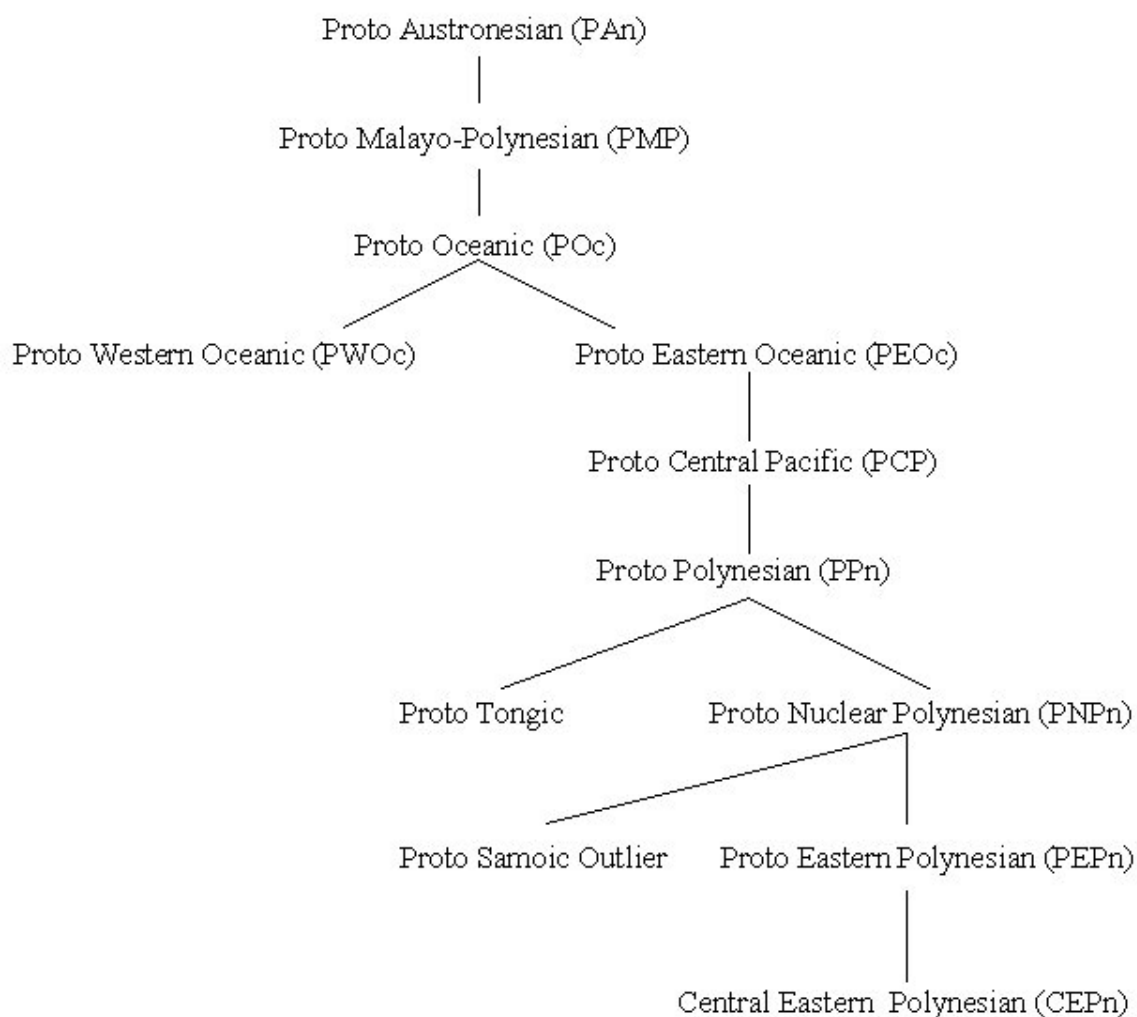 Proto Austronesian (PAn)
Proto Malayo-Polynesian (PMP)
Proto Oceanic (POc)
Proto Western Oceanic (PWOc)
Proto Eastern Oceanic (PEOc)
Proto Central Pacific (PCP)
Proto Polynesian (PPn)
Proto Tongic
Proto Nuclear Polynesian (PNPn)
Proto Samoic Outlier
Proto Eastern Polynesian (PEPn)
Central Eastern Polynesian (CEPn)